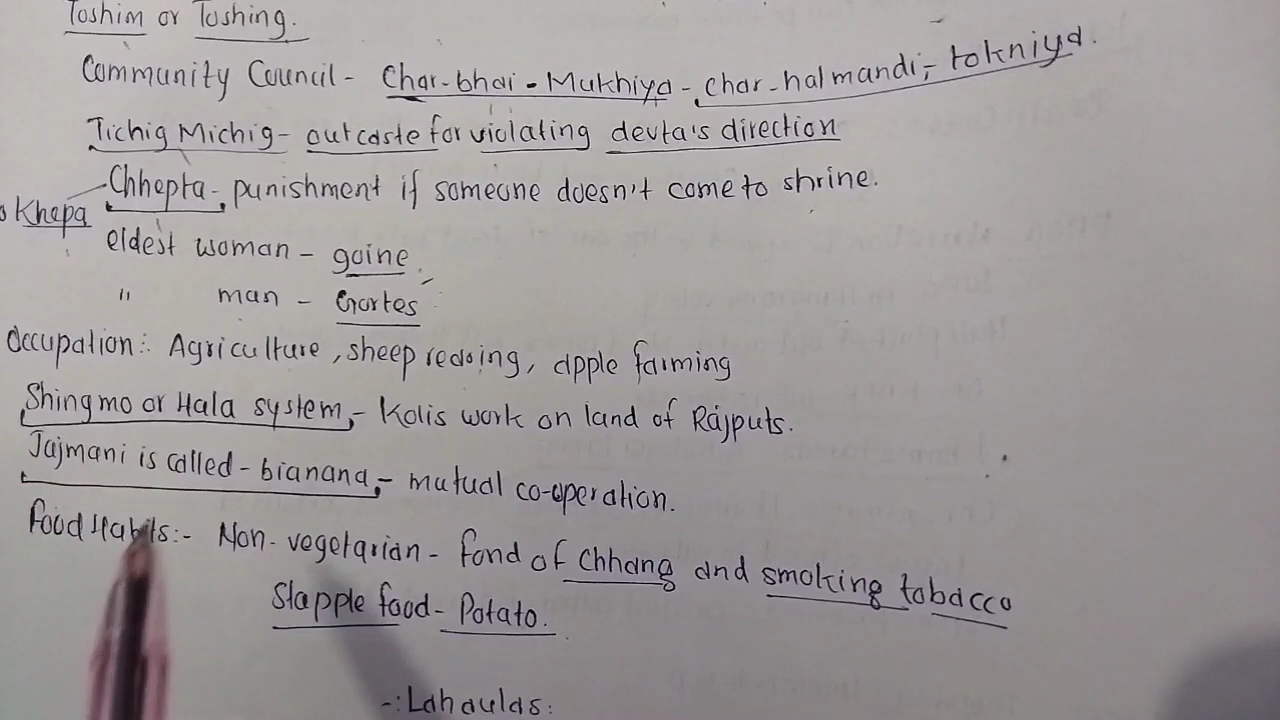 Toshim or Toshing.
Community Council - Char-bhai-Mukhiya - char-halmandi, - tokniya.
Tichig Michig - outcaste for violating devta's direction
Chhepta - punishment if someone doesn't come to shrine.
Khepa
eldest woman - goine.
" man - Gortes
Occupation:- Agriculture, sheep redoing, apple farming
Shingmo or Hala system, - Kolis work on land of Rajputs.
Jajmani is called - bianana, - mutual co-operation.
Food Habits:- Non-vegetarian - fond of Chhang and smoking tobacco
Stapple food - Potato.
-: Lahaulas: